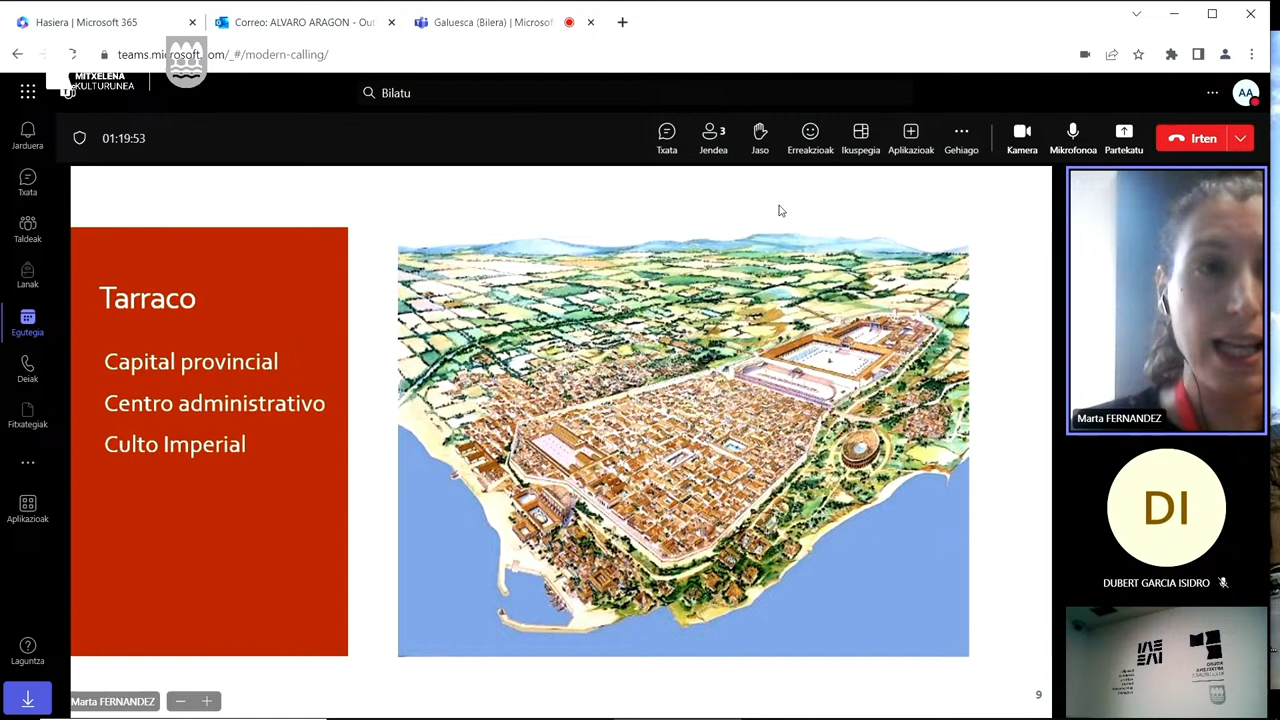 Hasiera | Microsoft 365
Correo: ALVARO ARAGON - Out
Galuesca (Bilera) | Microsof
teams.microsoft.com/_#/modern-calling/
MITXELENA
KULTURUNEA
Bilatu
AA
01:19:53
Txata
Jendea
3
Jaso
Erreakzioak
Ikuspegia
Aplikazioak
Gehiago
Kamera
Mikrofonoa
Partekatu
Irten
Jarduera
Txata
Taldeak
Lanak
Egutegia
Deiak
Fitxategiak
Aplikazioak
Laguntza
Tarraco
Capital provincial
Centro administrativo
Culto Imperial
9
Marta FERNANDEZ
Marta FERNANDEZ
DI
DUBERT GARCIA ISIDRO